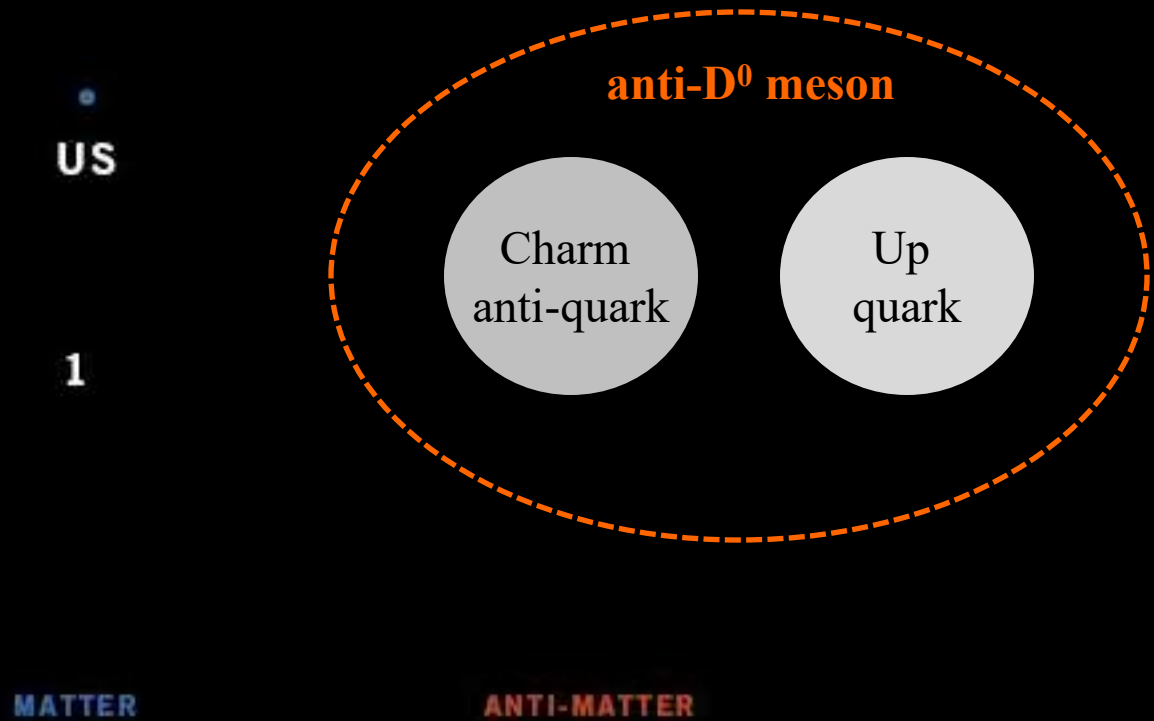 anti-D⁰ meson
US
Charm
anti-quark
Up
quark
1
MATTER
ANTI-MATTER